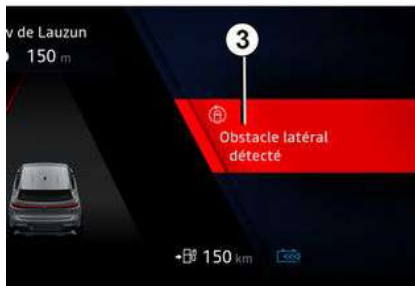 v de Lauzun
150 m
3
Obstacle latéral
détecté
150 km